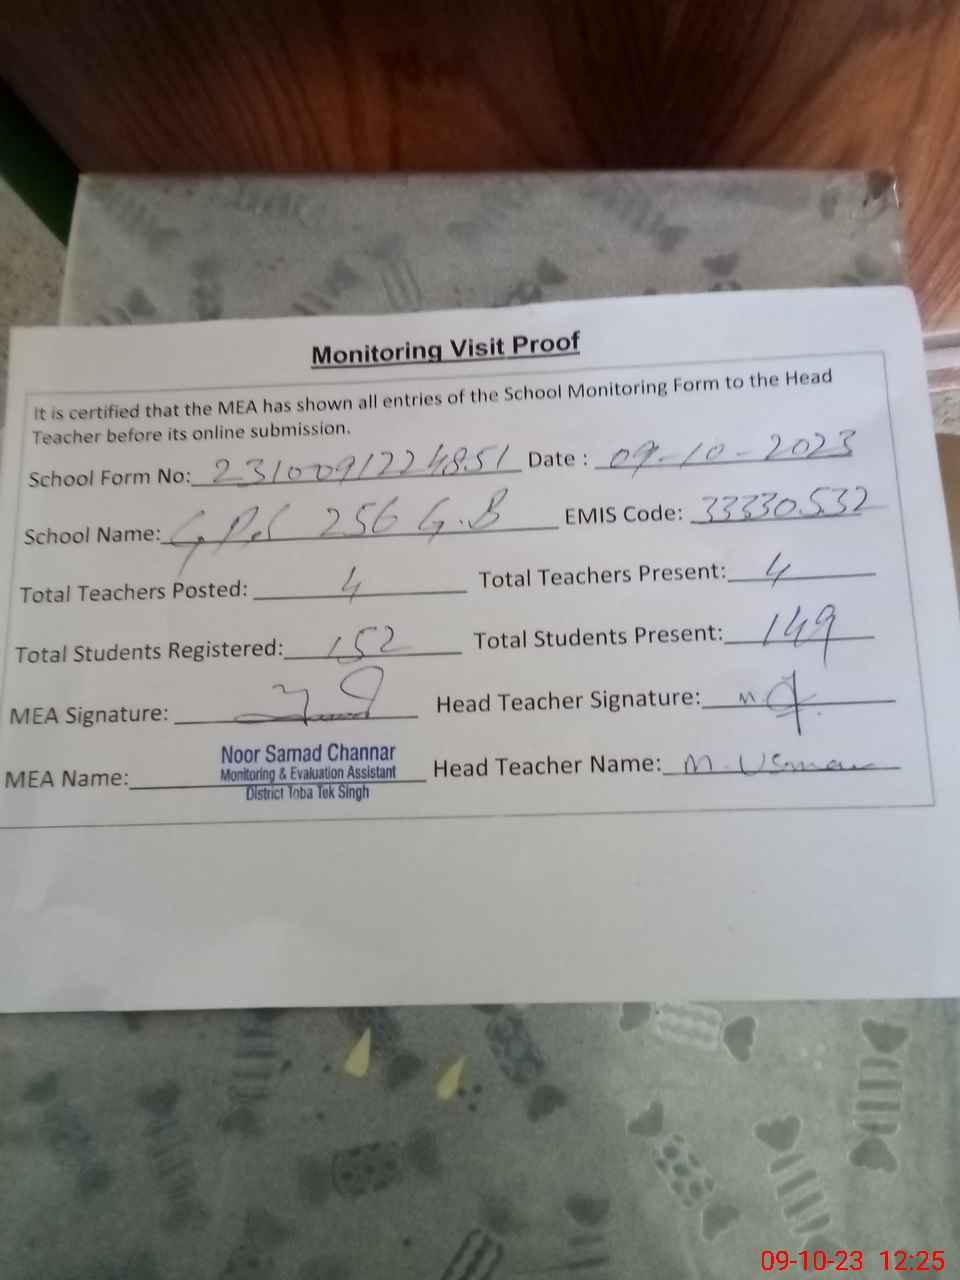 Monitoring Visit Proof
It is certified that the MEA has shown all entries of the School Monitoring Form to the Head
Teacher before its online submission.
School Form No: 2310091224851 Date : 09-10-2023
School Name: G.P.S 256 G.B EMIS Code: 33330532
Total Teachers Posted: 4 Total Teachers Present: 4
Total Students Registered: 152 Total Students Present: 149
MEA Signature: Head Teacher Signature:
Noor Samad Channar
MEA Name: Monitoring & Evaluation Assistant Head Teacher Name: M. Usman
District Toba Tek Singh
09-10-23 12:25